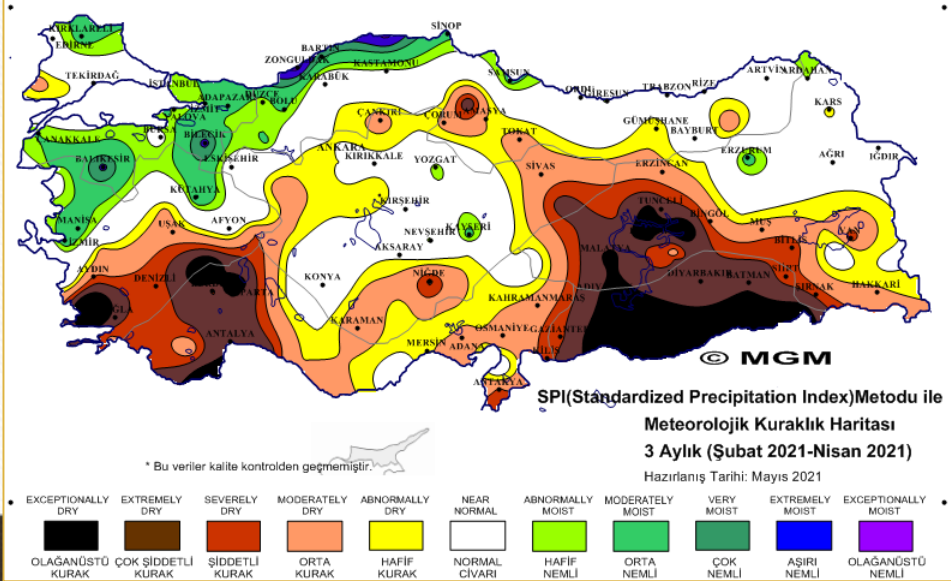 SİNOP
KIRKLARELİ
EDİRNE
BARTIN
ZONGULDAK
KASTAMONU
KARABÜK
TEKİRDAĞ
İSTANBUL
SAMSUN
ARTVİN
ARDAHAN
ORDU
GİRESUN
TRABZON
RİZE
ADAPAZARI
DÜZCE
BOLU
İZMİT
YALOVA
ÇANKIRI
ÇORUM
AMASYA
KARS
GÜMÜŞHANE
BAYBURT
ÇANAKKALE
BURSA
BİLECİK
TOKAT
ANKARA
KIRIKKALE
YOZGAT
SİVAS
ERZİNCAN
ERZURUM
AĞRI
IĞDIR
BALIKESİR
ESKİŞEHİR
KÜTAHYA
KIRŞEHİR
TUNCELİ
BİNGÖL
MUŞ
MANİSA
İZMİR
UŞAK
AFYON
NEVŞEHİR
KAYSERİ
AKSARAY
MALATYA
BİTLİS
VAN
AYDIN
DENİZLİ
ISPARTA
KONYA
NİĞDE
DİYARBAKIR
BATMAN
SİİRT
ŞIRNAK
HAKKARİ
KAHRAMANMARAŞ
ADIY
ĞLA
ANTALYA
KARAMAN
MERSİN
ADANA
OSMANİYE
GAZİANTEP
KİLİS
ANTAKYA
© MGM
SPI(Standardized Precipitation Index)Metodu ile
Meteorolojik Kuraklık Haritası
3 Aylık (Şubat 2021-Nisan 2021)
Hazırlanış Tarihi: Mayıs 2021
* Bu veriler kalite kontrolden geçmemiştir.
EXCEPTIONALLY DRY
EXTREMELY DRY
SEVERELY DRY
MODERATELY DRY
ABNORMALLY DRY
NEAR NORMAL
ABNORMALLY MOIST
MODERATELY MOIST
VERY MOIST
EXTREMELY MOIST
EXCEPTIONALLY MOIST
OLAĞANÜSTÜ KURAK
ÇOK ŞİDDETLİ KURAK
ŞİDDETLİ KURAK
ORTA KURAK
HAFİF KURAK
NORMAL CİVARI
HAFİF NEMLİ
ORTA NEMLİ
ÇOK NEMLİ
AŞIRI NEMLİ
OLAĞANÜSTÜ NEMLİ